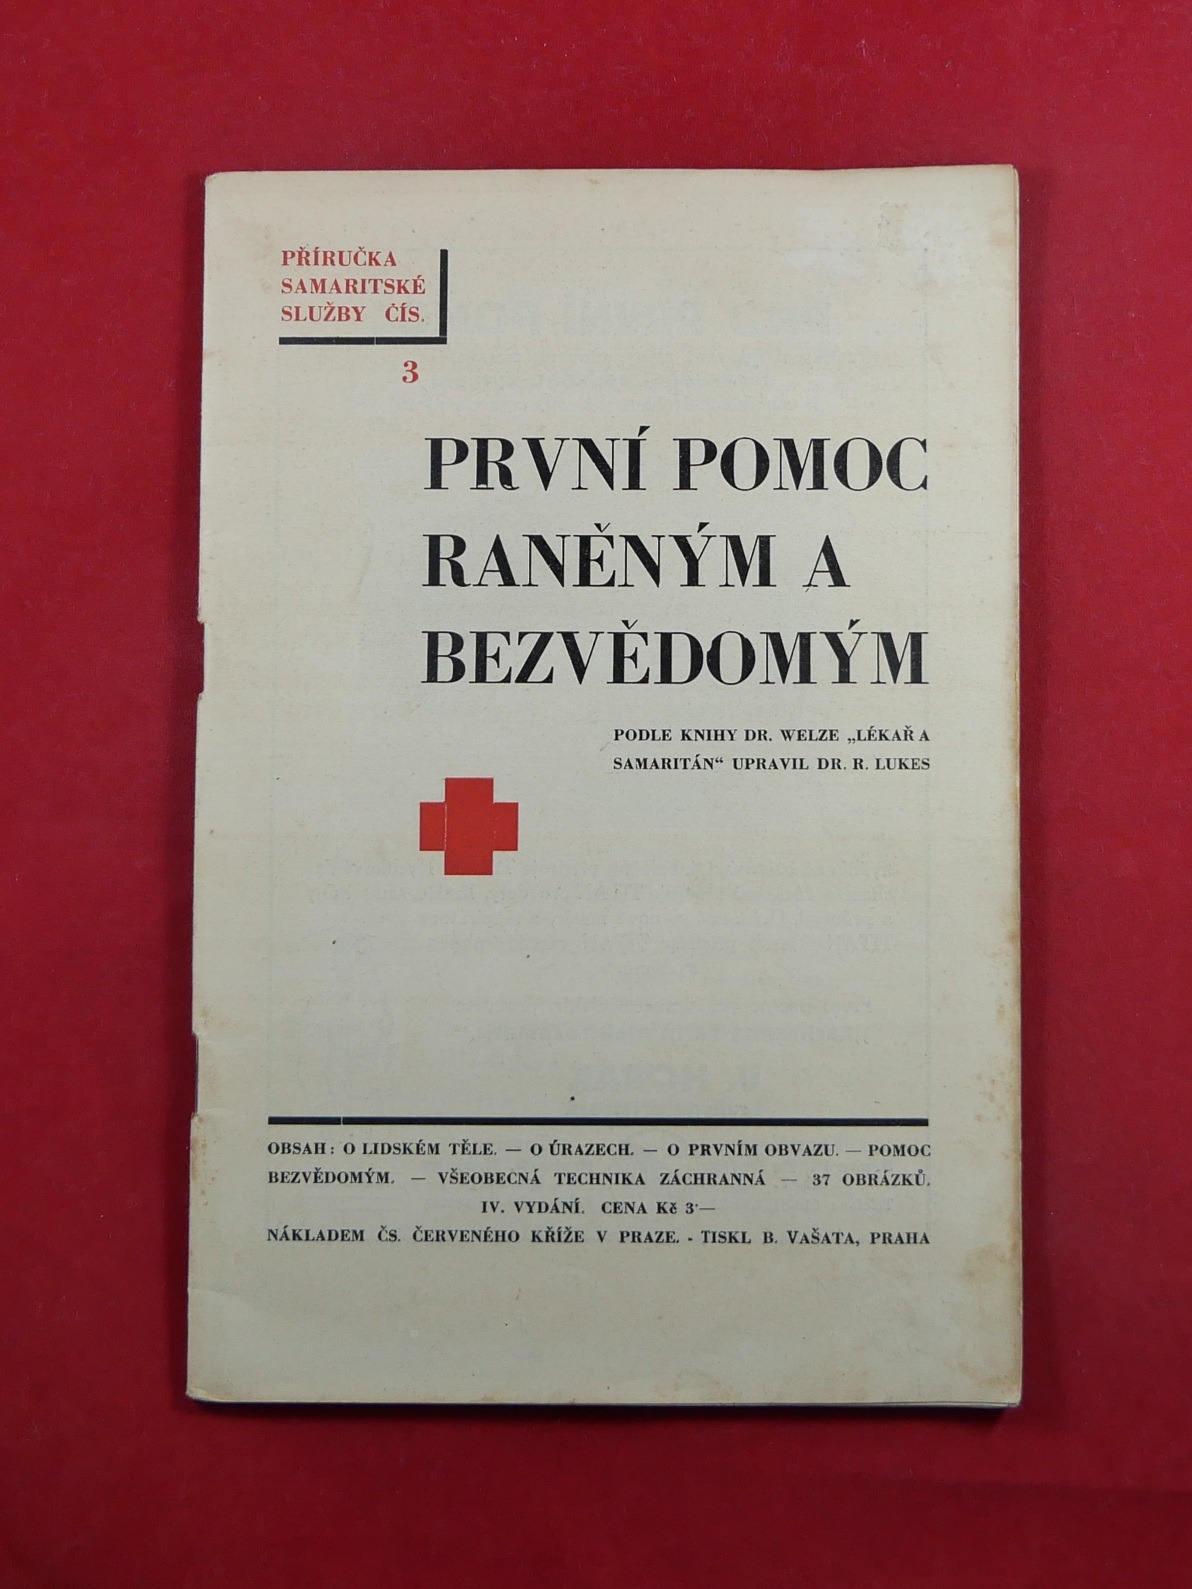 PŘÍRUČKA
SAMARITSKÉ
SLUŽBY ČÍS.
3
PRVNÍ POMOC
RANĚNÝM A
BEZVĚDOMÝM
PODLE KNIHY DR. WELZE „LÉKAŘ A
SAMARITÁN“ UPRAVIL DR. R. LUKES
OBSAH: O LIDSKÉM TĚLE. — O ÚRAZECH. — O PRVNÍM OBVAZU. — POMOC
BEZVĚDOMÝM. — VŠEOBECNÁ TECHNIKA ZÁCHRANNÁ — 37 OBRÁZKŮ.
IV. VYDÁNÍ. CENA Kč 3·—
NÁKLADEM ČS. ČERVENÉHO KŘÍŽE V PRAZE. - TISKL B. VAŠATA, PRAHA